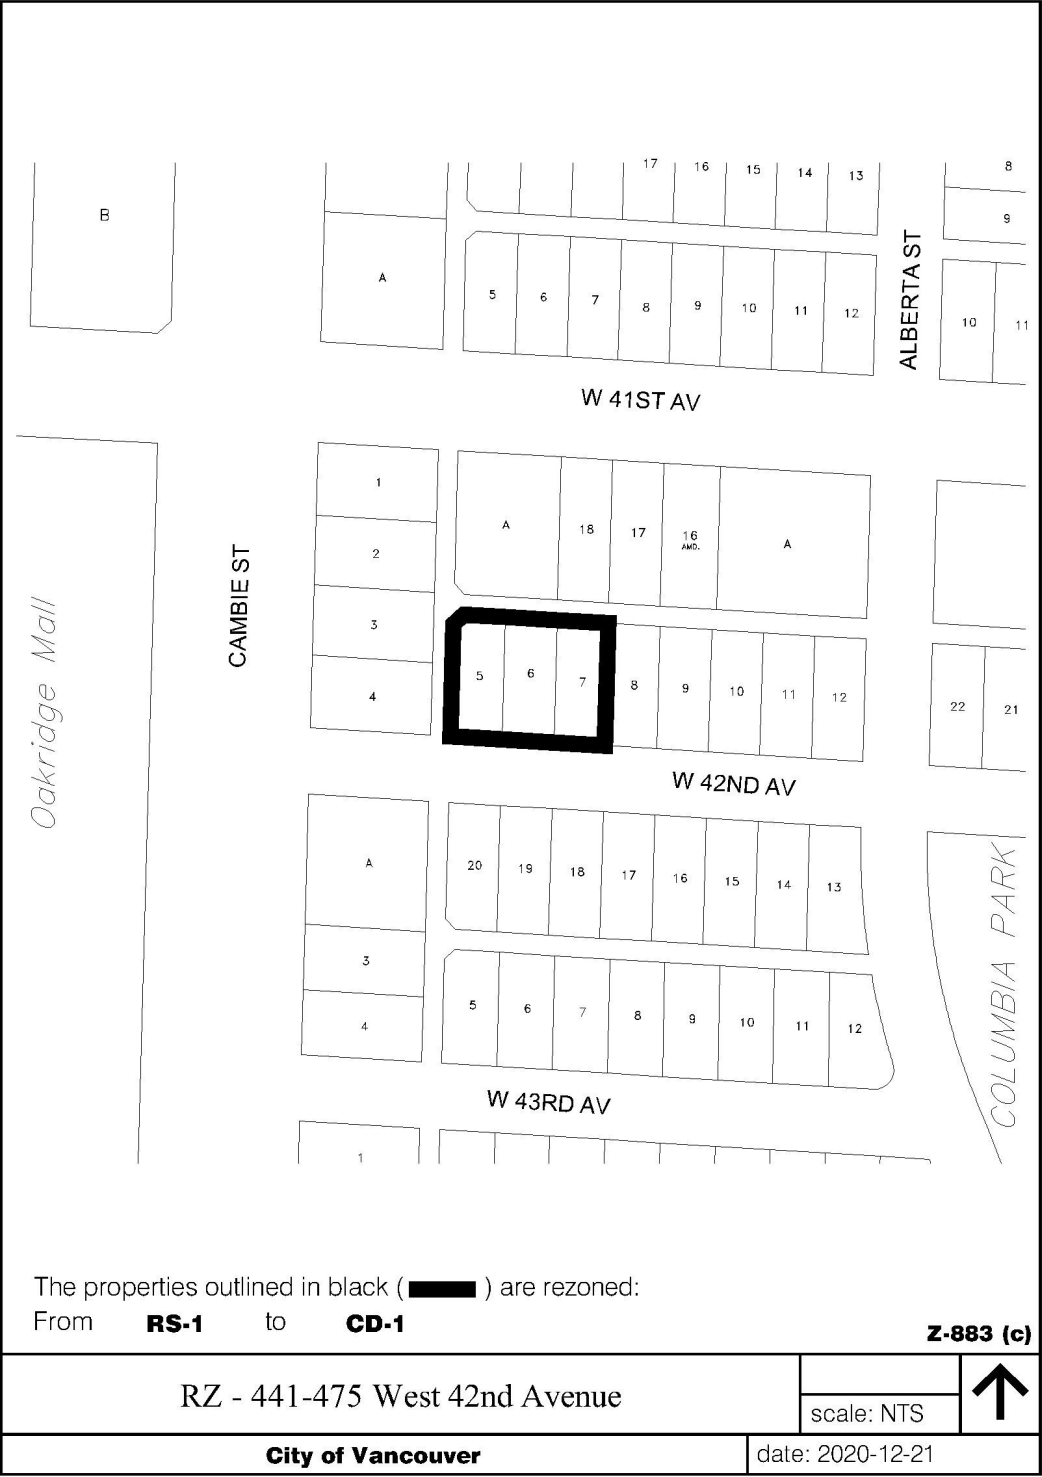 17 16 15 14 13 8
B 9
A
5 6 7 8 9 10 11 12 10 11
ALBERTA ST
W 41ST AV
1
A 18 17 16 AMD. A
2
CAMBIE ST
3
5 6 7 8 9 10 11 12 22 21
4
Oakridge Mall
W 42ND AV
A 20 19 18 17 16 15 14 13
COLUMBIA PARK
3
5 6 7 8 9 10 11 12
4
W 43RD AV
1
The properties outlined in black ( ) are rezoned:
From RS-1 to CD-1
Z-883 (c)
RZ - 441-475 West 42nd Avenue
scale: NTS
City of Vancouver
date: 2020-12-21